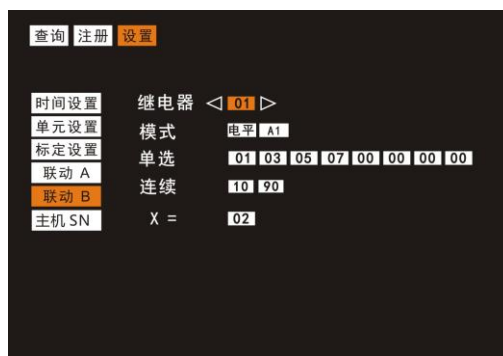 查询 注册 设置
时间设置 继电器 ◁ 01 ▷
单元设置 模式 电平 A1
标定设置 单选 01 03 05 07 00 00 00 00
联动 A 连续 10 90
联动 B
主机 SN X = 02